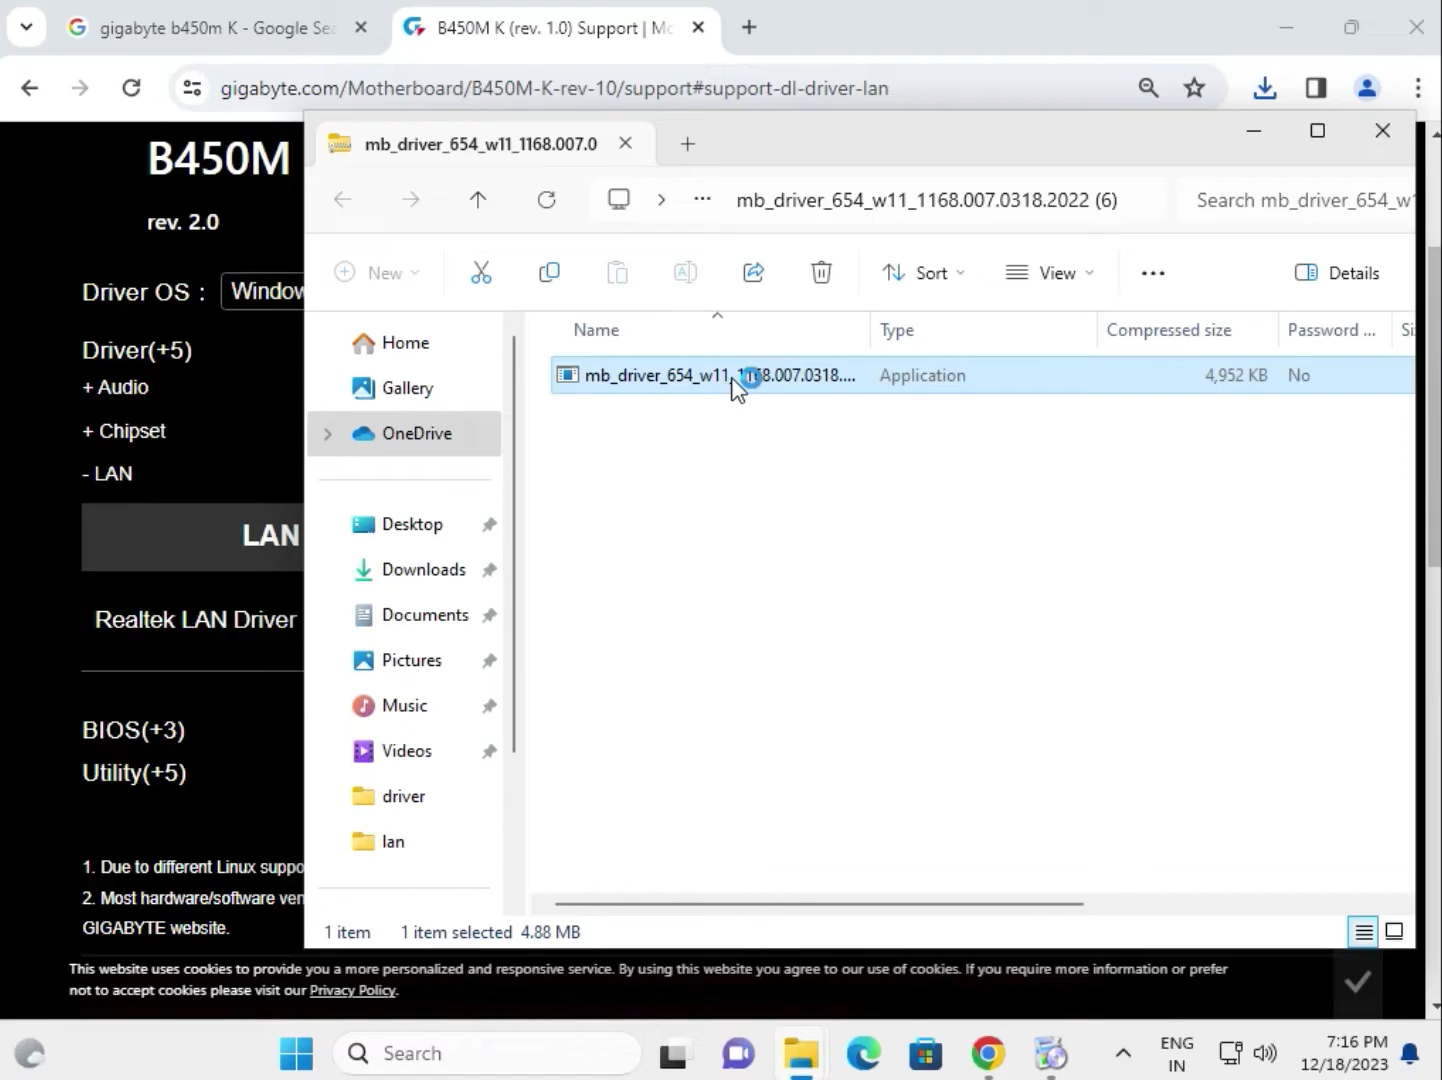 gigabyte b450m K - Google Sea
B450M K (rev. 1.0) Support | Mo
gigabyte.com/Motherboard/B450M-K-rev-10/support#support-dl-driver-lan
B450M
rev. 2.0
Driver OS :
Window
Driver(+5)
+ Audio
+ Chipset
- LAN
LAN
Realtek LAN Driver
BIOS(+3)
Utility(+5)
1. Due to different Linux suppo
2. Most hardware/software ven
GIGABYTE website.
mb_driver_654_w11_1168.007.0
... mb_driver_654_w11_1168.007.0318.2022 (6)
Search mb_driver_654_w1
New
Sort
View
...
Details
Home
Gallery
OneDrive
Desktop
Downloads
Documents
Pictures
Music
Videos
driver
lan
Name Type Compressed size Password ... Si
mb_driver_654_w11_1168.007.0318.... Application 4,952 KB No
1 item 1 item selected 4.88 MB
This website uses cookies to provide you a more personalized and responsive service. By using this website you agree to our use of cookies. If you require more information or prefer
not to accept cookies please visit our Privacy Policy.
Search
ENG
IN
7:16 PM
12/18/2023